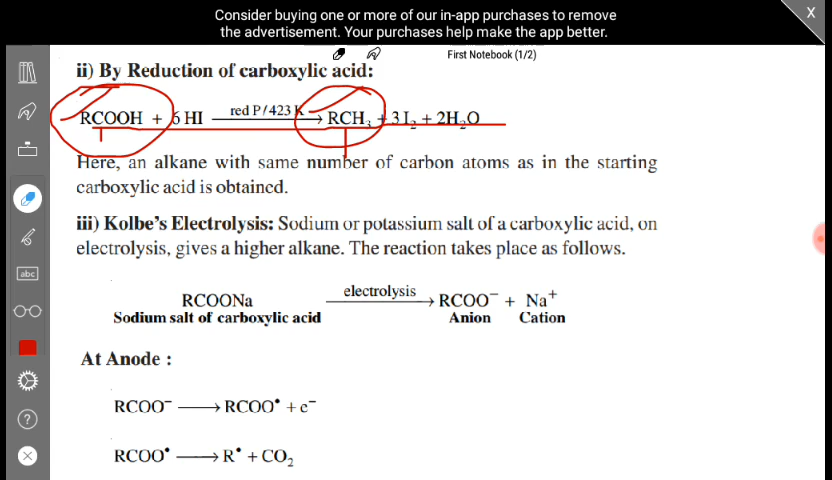 Consider buying one or more of our in-app purchases to remove
the advertisement. Your purchases help make the app better.
X
First Notebook (1/2)
ii) By Reduction of carboxylic acid:
RCOOH + 6 HI red P/423 K → RCH₃ + 3 I₂ + 2H₂O
Here, an alkane with same number of carbon atoms as in the starting
carboxylic acid is obtained.
iii) Kolbe's Electrolysis: Sodium or potassium salt of a carboxylic acid, on
electrolysis, gives a higher alkane. The reaction takes place as follows.
abc
RCOONa electrolysis → RCOO⁻ + Na⁺
Sodium salt of carboxylic acid Anion Cation
At Anode :
RCOO⁻ → RCOO• + e⁻
?
RCOO• → R• + CO₂